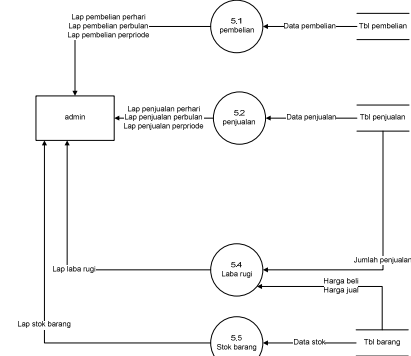 Lap pembelian perhari
Lap pembelian perbulan
Lap pembelian perpriode
5,1
pembelian
Data pembelian
Tbl pembelian
admin
Lap penjualan perhari
Lap penjualan perbulan
Lap penjualan perpriode
5,2
penjualan
Data penjualan
Tbl penjualan
Jumlah penjualan
5,4
Laba rugi
Lap laba rugi
Harga beli
Harga jual
Lap stok barang
5,5
Stok barang
Data stok
Tbl barang